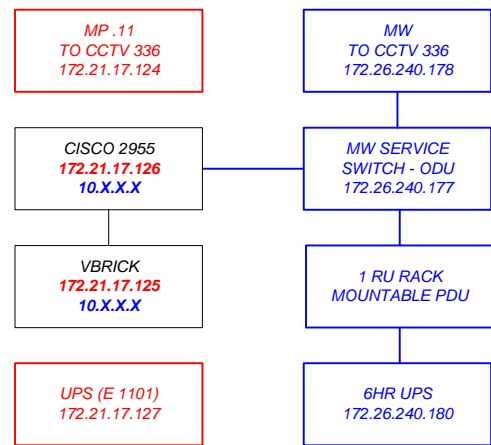 MP .11
TO CCTV 336
172.21.17.124
MW
TO CCTV 336
172.26.240.178
CISCO 2955
172.21.17.126
10.X.X.X
MW SERVICE
SWITCH - ODU
172.26.240.177
VBRICK
172.21.17.125
10.X.X.X
1 RU RACK
MOUNTABLE PDU
UPS (E 1101)
172.21.17.127
6HR UPS
172.26.240.180